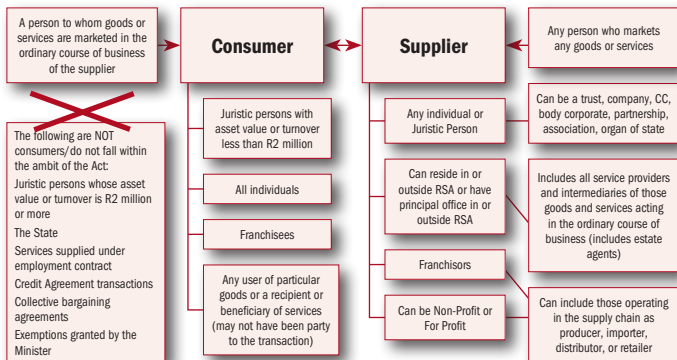 A person to whom goods or
services are marketed in the
ordinary course of business
of the supplier
Consumer
Supplier
Any person who markets
any goods or services
The following are NOT
consumers/do not fall within
the ambit of the Act:
Juristic persons whose asset
value or turnover is R2 million
or more
The State
Services supplied under
employment contract
Credit Agreement transactions
Collective bargaining
agreements
Exemptions granted by the
Minister
Juristic persons with
asset value or turnover
less than R2 million
All individuals
Franchisees
Any user of particular
goods or a recipient or
beneficiary of services
(may not have been party
to the transaction)
Any individual or
Juristic Person
Can reside in or
outside RSA or have
principal office in or
outside RSA
Franchisors
Can be Non-Profit or
For Profit
Can be a trust, company, CC,
body corporate, partnership,
association, organ of state
Includes all service providers
and intermediaries of those
goods and services acting
in the ordinary course of
business (includes estate
agents)
Can include those operating
in the supply chain as
producer, importer,
distributor, or retailer